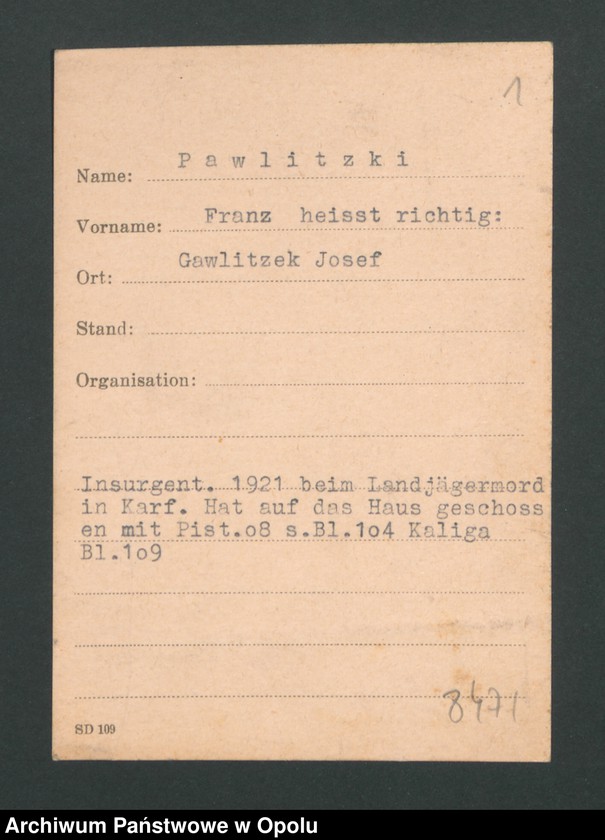 1
Name: P a w l i t z k i
Vorname: Franz heisst richtig:
Ort: Gawlitzek Josef
Stand:
Organisation:
Insurgent. 1921 beim Landjägermord
in Karf. Hat auf das Haus geschoss
en mit Pist.o8 s.Bl.1o4 Kaliga
Bl.1o9
8471
SD 109
Archiwum Państwowe w Opolu